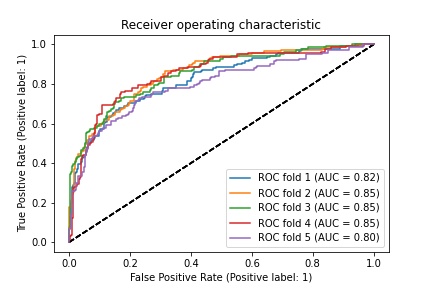 Receiver operating characteristic
True Positive Rate (Positive label: 1)
1.0
0.8
0.6
0.4
0.2
0.0
ROC fold 1 (AUC = 0.82)
ROC fold 2 (AUC = 0.85)
ROC fold 3 (AUC = 0.85)
ROC fold 4 (AUC = 0.85)
ROC fold 5 (AUC = 0.80)
0.0 0.2 0.4 0.6 0.8 1.0
False Positive Rate (Positive label: 1)